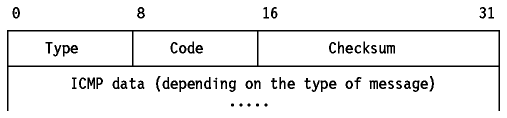 0 8 16 31
Type Code Checksum
ICMP data (depending on the type of message)
.....